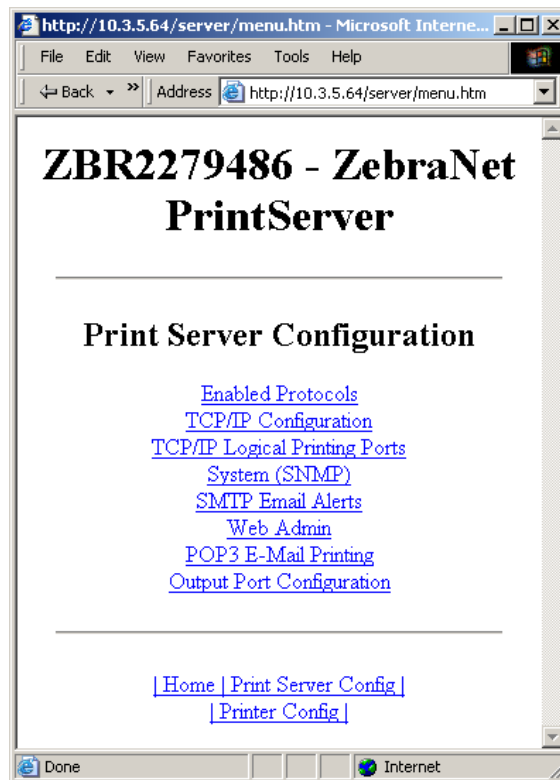 http://10.3.5.64/server/menu.htm - Microsoft Interne...
File Edit View Favorites Tools Help
Back » Address http://10.3.5.64/server/menu.htm
ZBR2279486 - ZebraNet
PrintServer
Print Server Configuration
Enabled Protocols
TCP/IP Configuration
TCP/IP Logical Printing Ports
System (SNMP)
SMTP Email Alerts
Web Admin
POP3 E-Mail Printing
Output Port Configuration
| Home | Print Server Config |
| Printer Config |
Done Internet